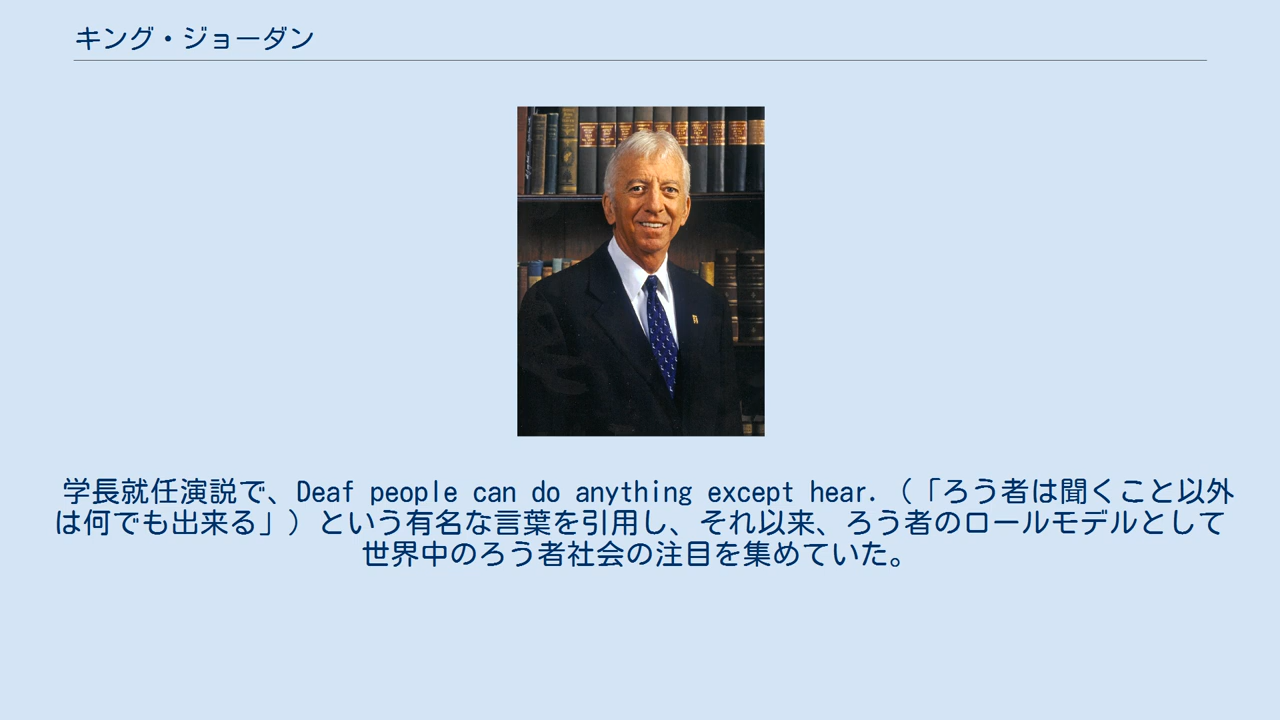 キング・ジョーダン
学長就任演説で、Deaf people can do anything except hear.（「ろう者は聞くこと以外
は何でも出来る」）という有名な言葉を引用し、それ以来、ろう者のロールモデルとして
世界中のろう者社会の注目を集めていた。